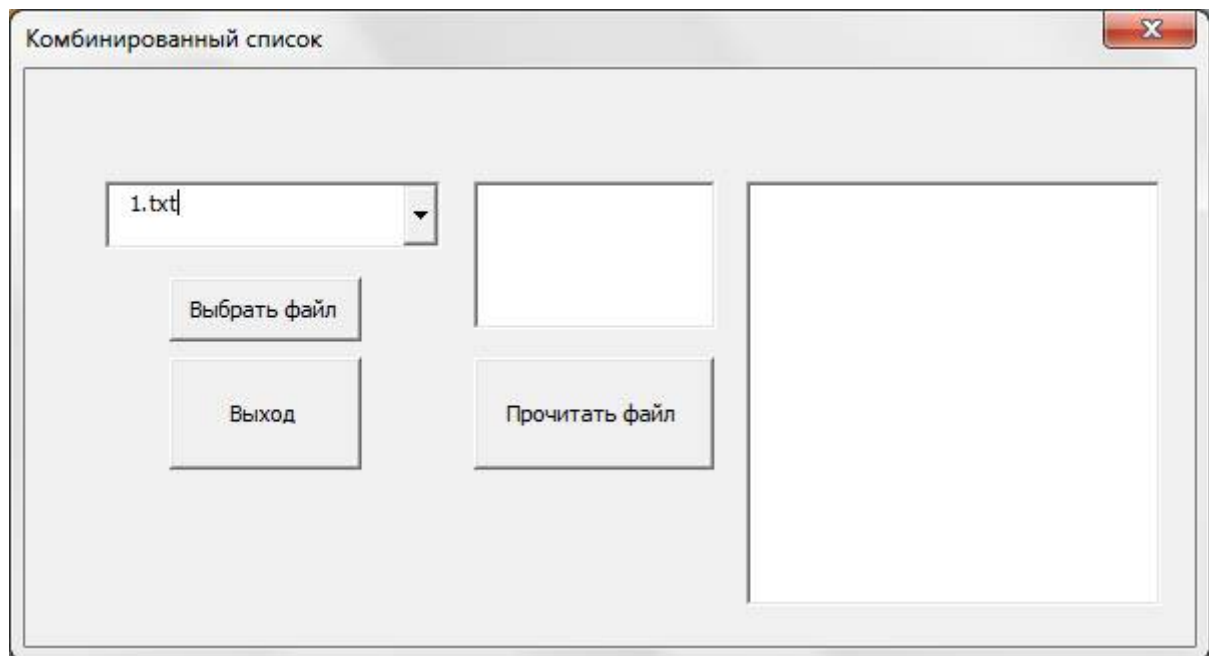 Комбинированный список
1.txt
Выбрать файл
Выход
Прочитать файл